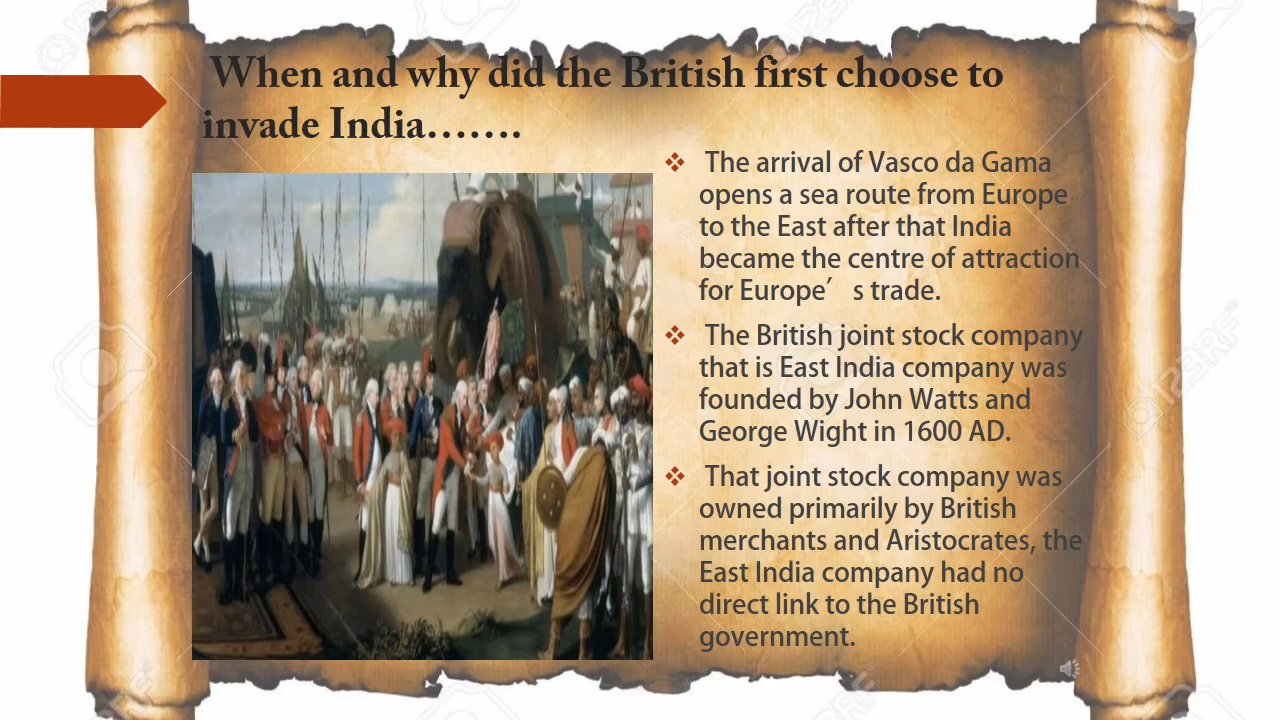 When and why did the British first choose to
invade India…….
The arrival of Vasco da Gama
opens a sea route from Europe
to the East after that India
became the centre of attraction
for Europe′ s trade.
The British joint stock company
that is East India company was
founded by John Watts and
George Wight in 1600 AD.
That joint stock company was
owned primarily by British
merchants and Aristocrates, the
East India company had no
direct link to the British
government.
123RF